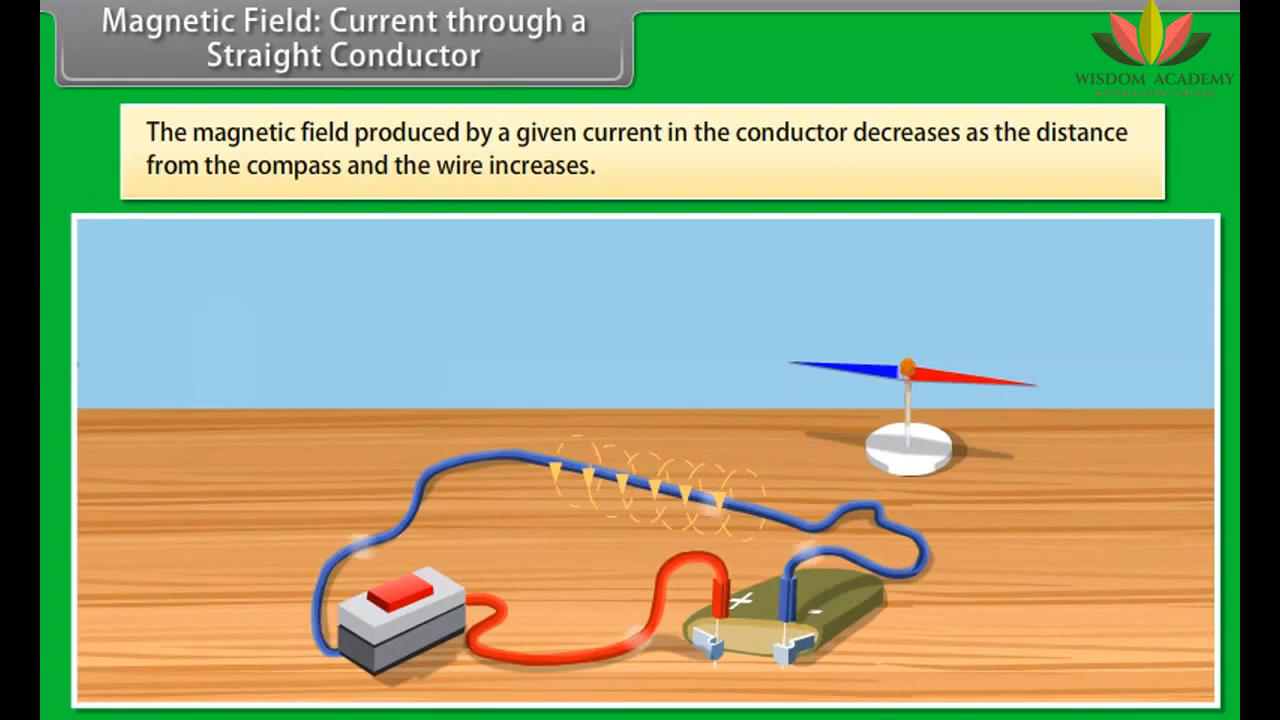 Magnetic Field: Current through a
Straight Conductor
WISDOM ACADEMY
The magnetic field produced by a given current in the conductor decreases as the distance
from the compass and the wire increases.
+
-